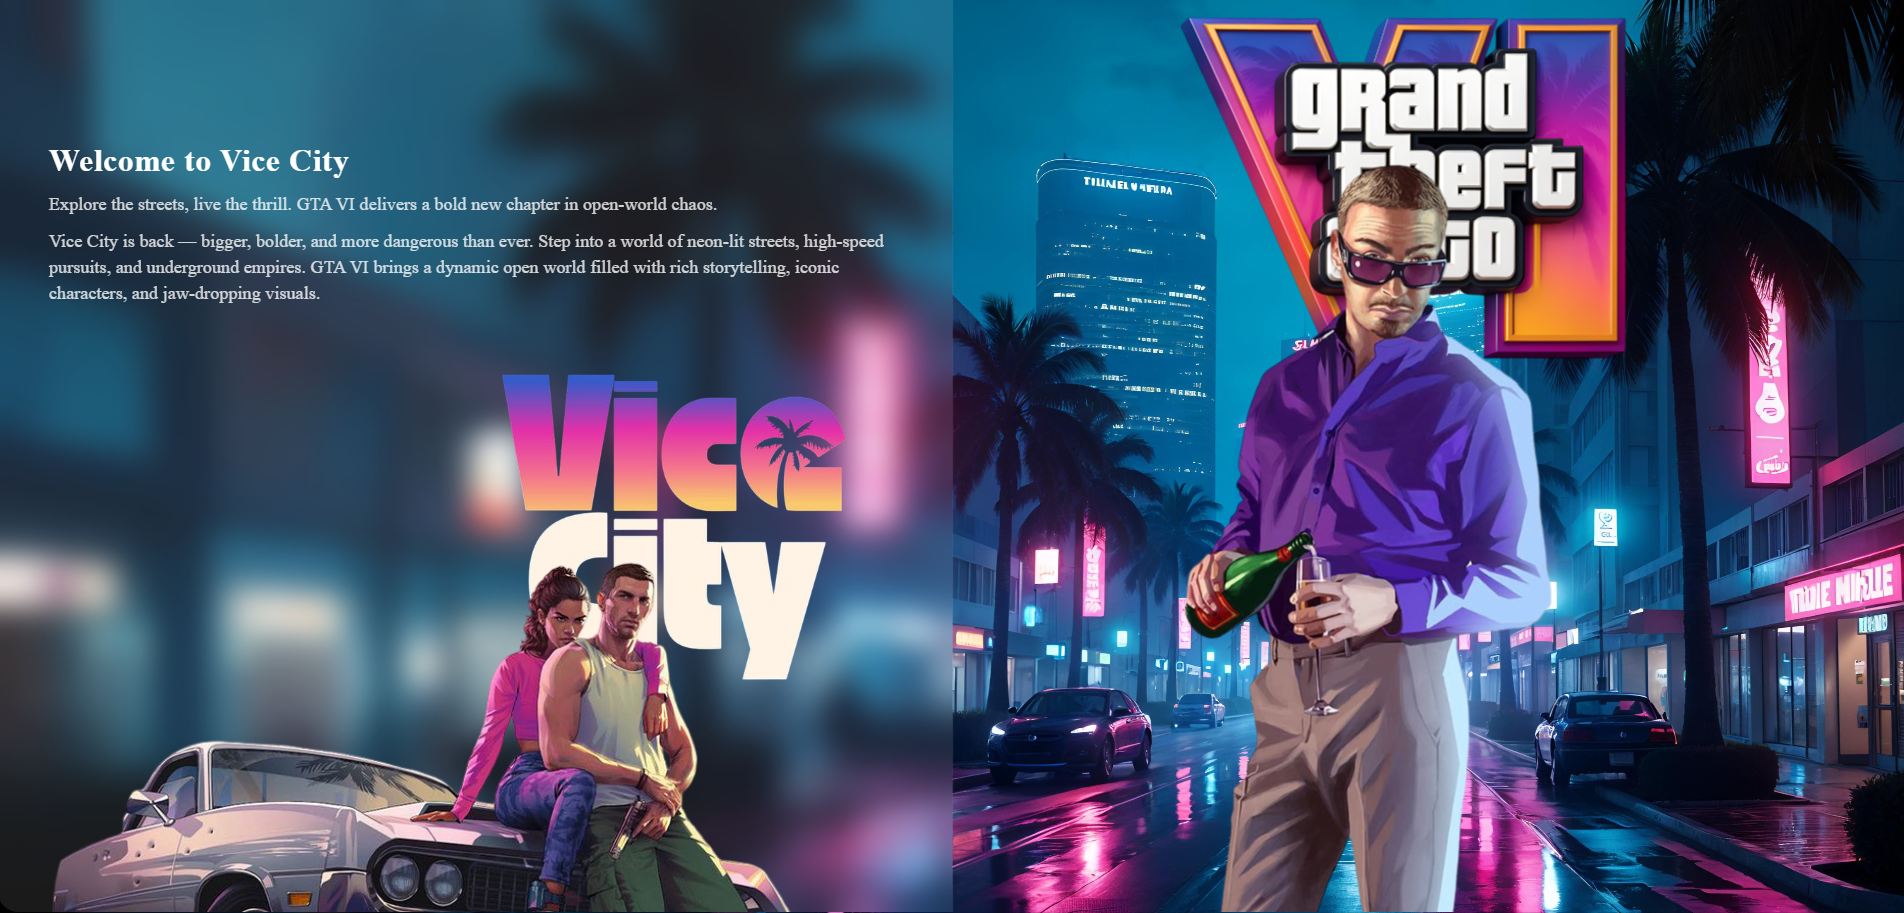 Welcome to Vice City
Explore the streets, live the thrill. GTA VI delivers a bold new chapter in open-world chaos.
Vice City is back — bigger, bolder, and more dangerous than ever. Step into a world of neon-lit streets, high-speed
pursuits, and underground empires. GTA VI brings a dynamic open world filled with rich storytelling, iconic
characters, and jaw-dropping visuals.
Vice
City
VI
grand
theft